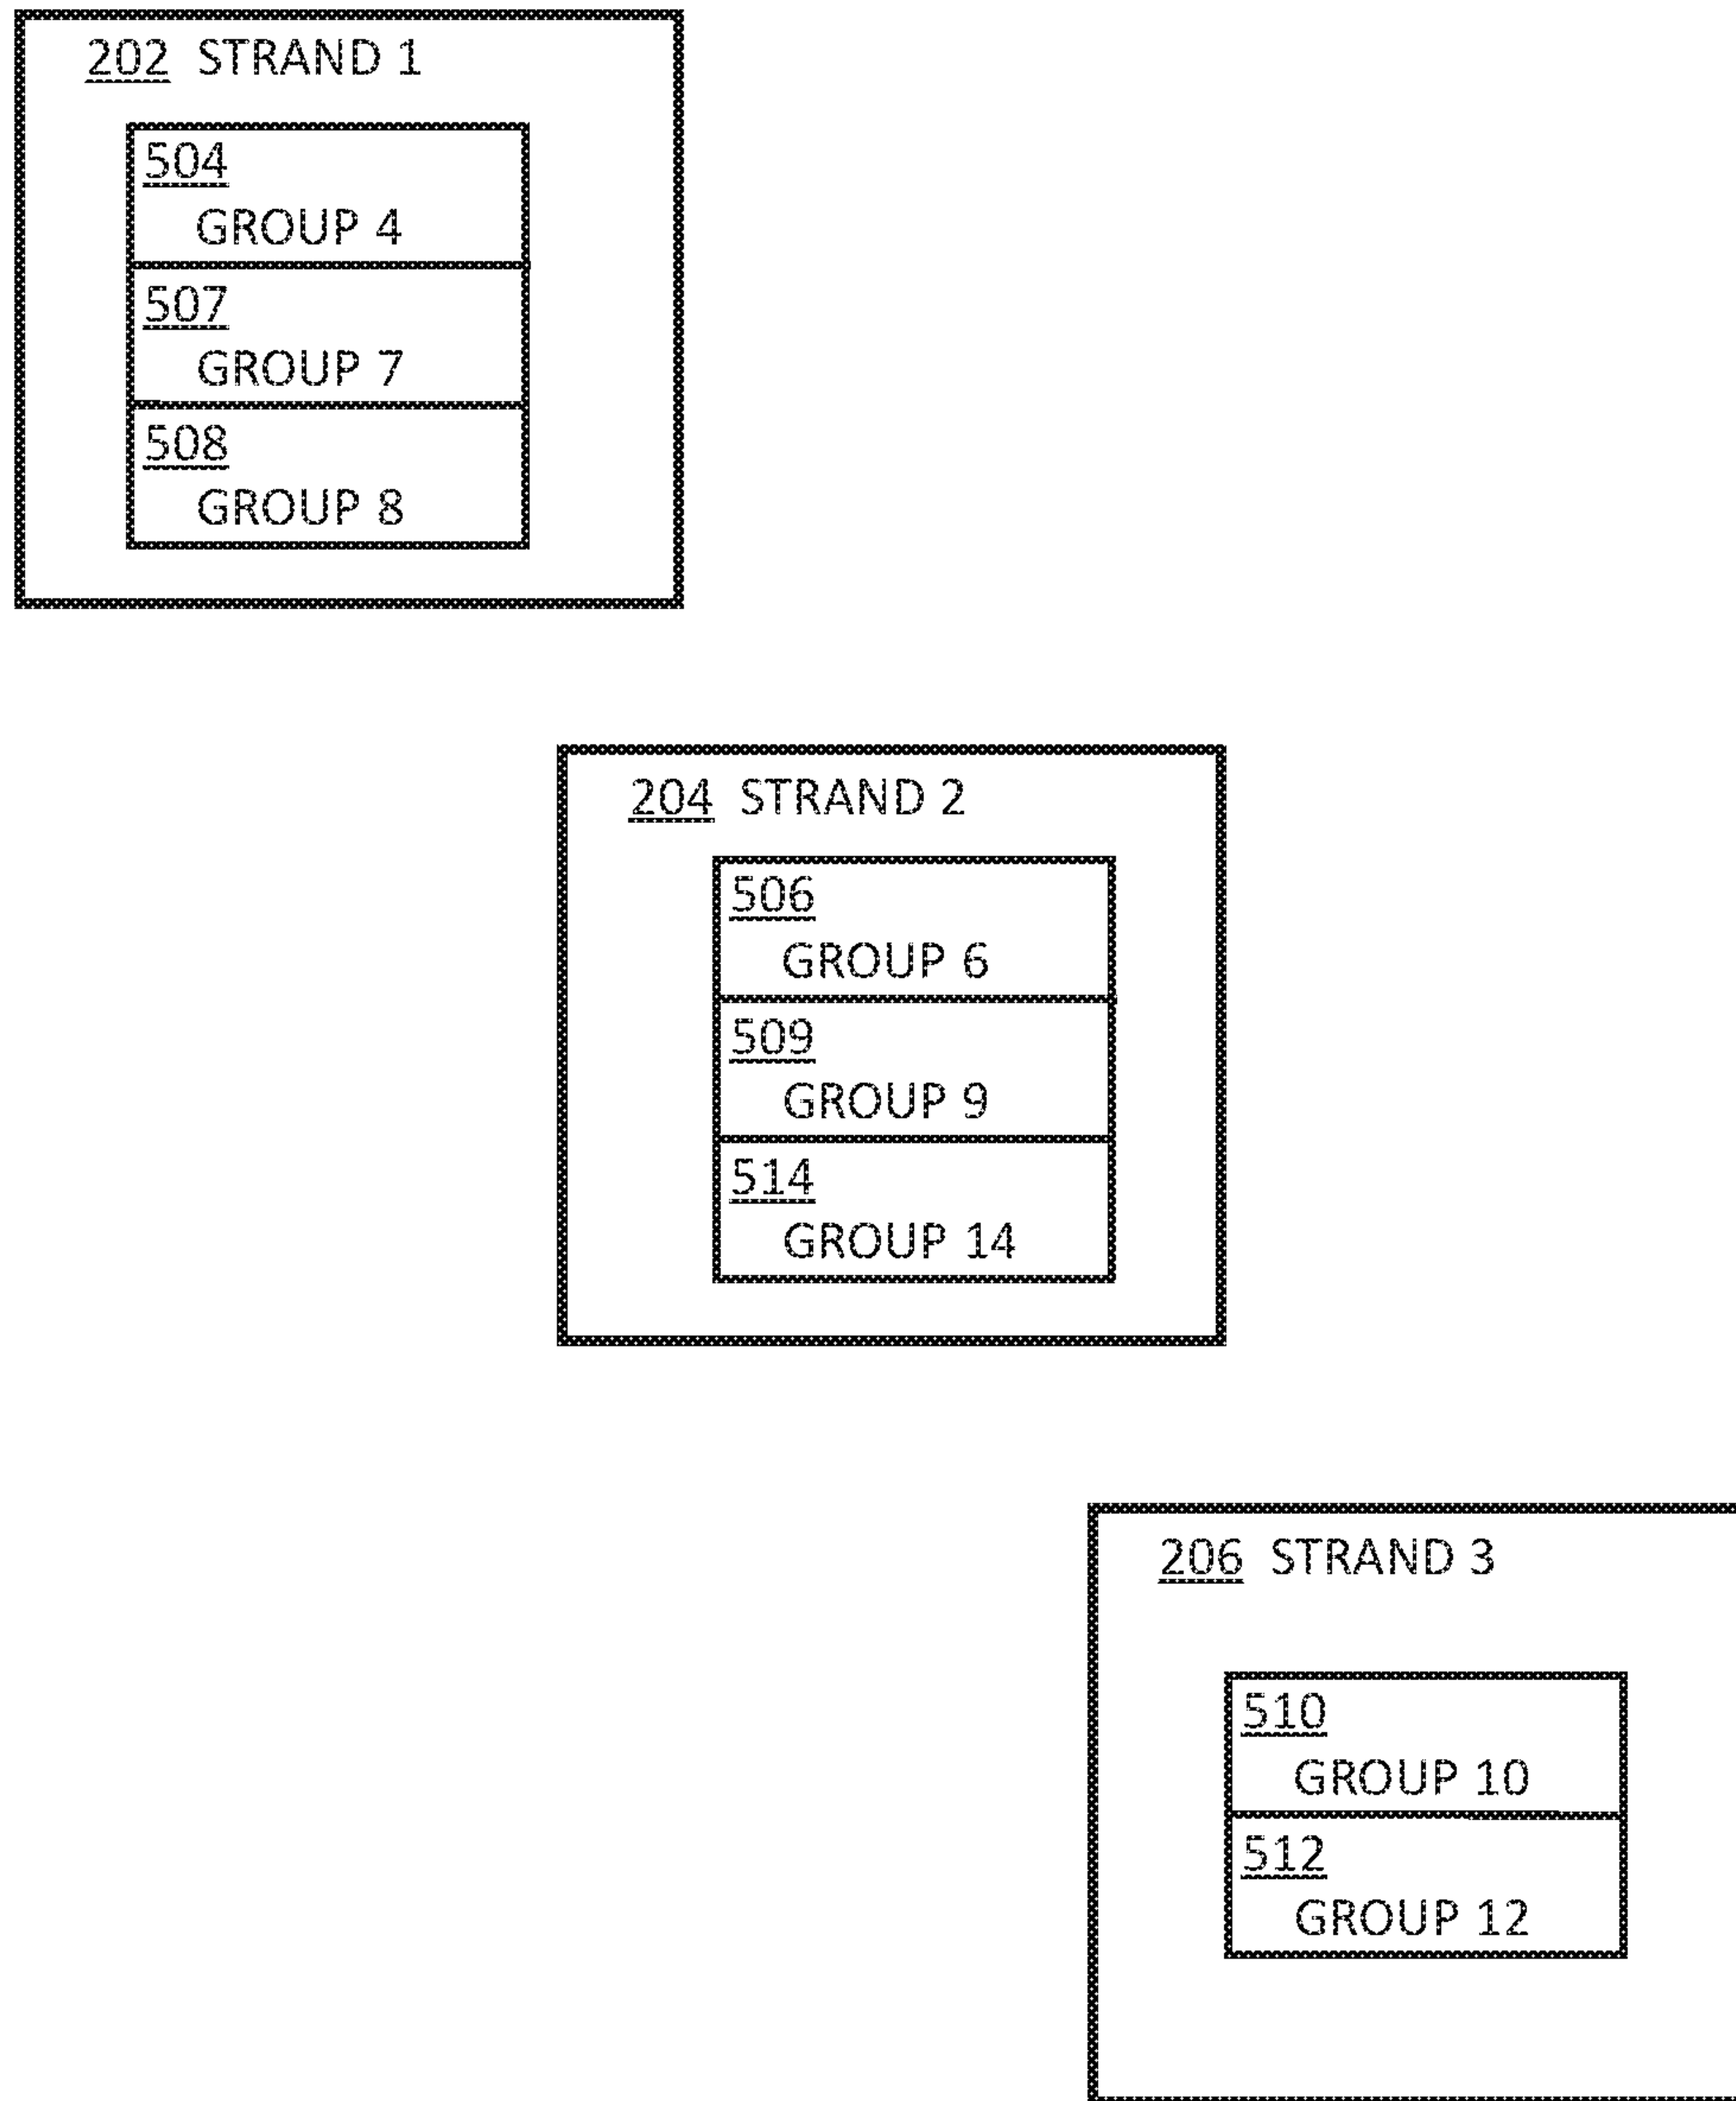 202 STRAND 1
504
GROUP 4
507
GROUP 7
508
GROUP 8
204 STRAND 2
506
GROUP 6
509
GROUP 9
514
GROUP 14
206 STRAND 3
510
GROUP 10
512
GROUP 12